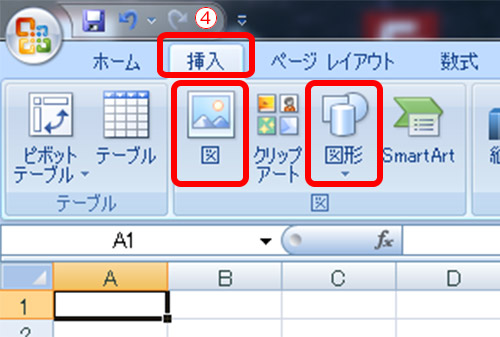 ④
ホーム 挿入 ページ レイアウト 数式
ピボット
テーブル
テーブル
図
クリップ
アート
図形
SmartArt
テーブル
図
A1
fx
A B C D
1
2